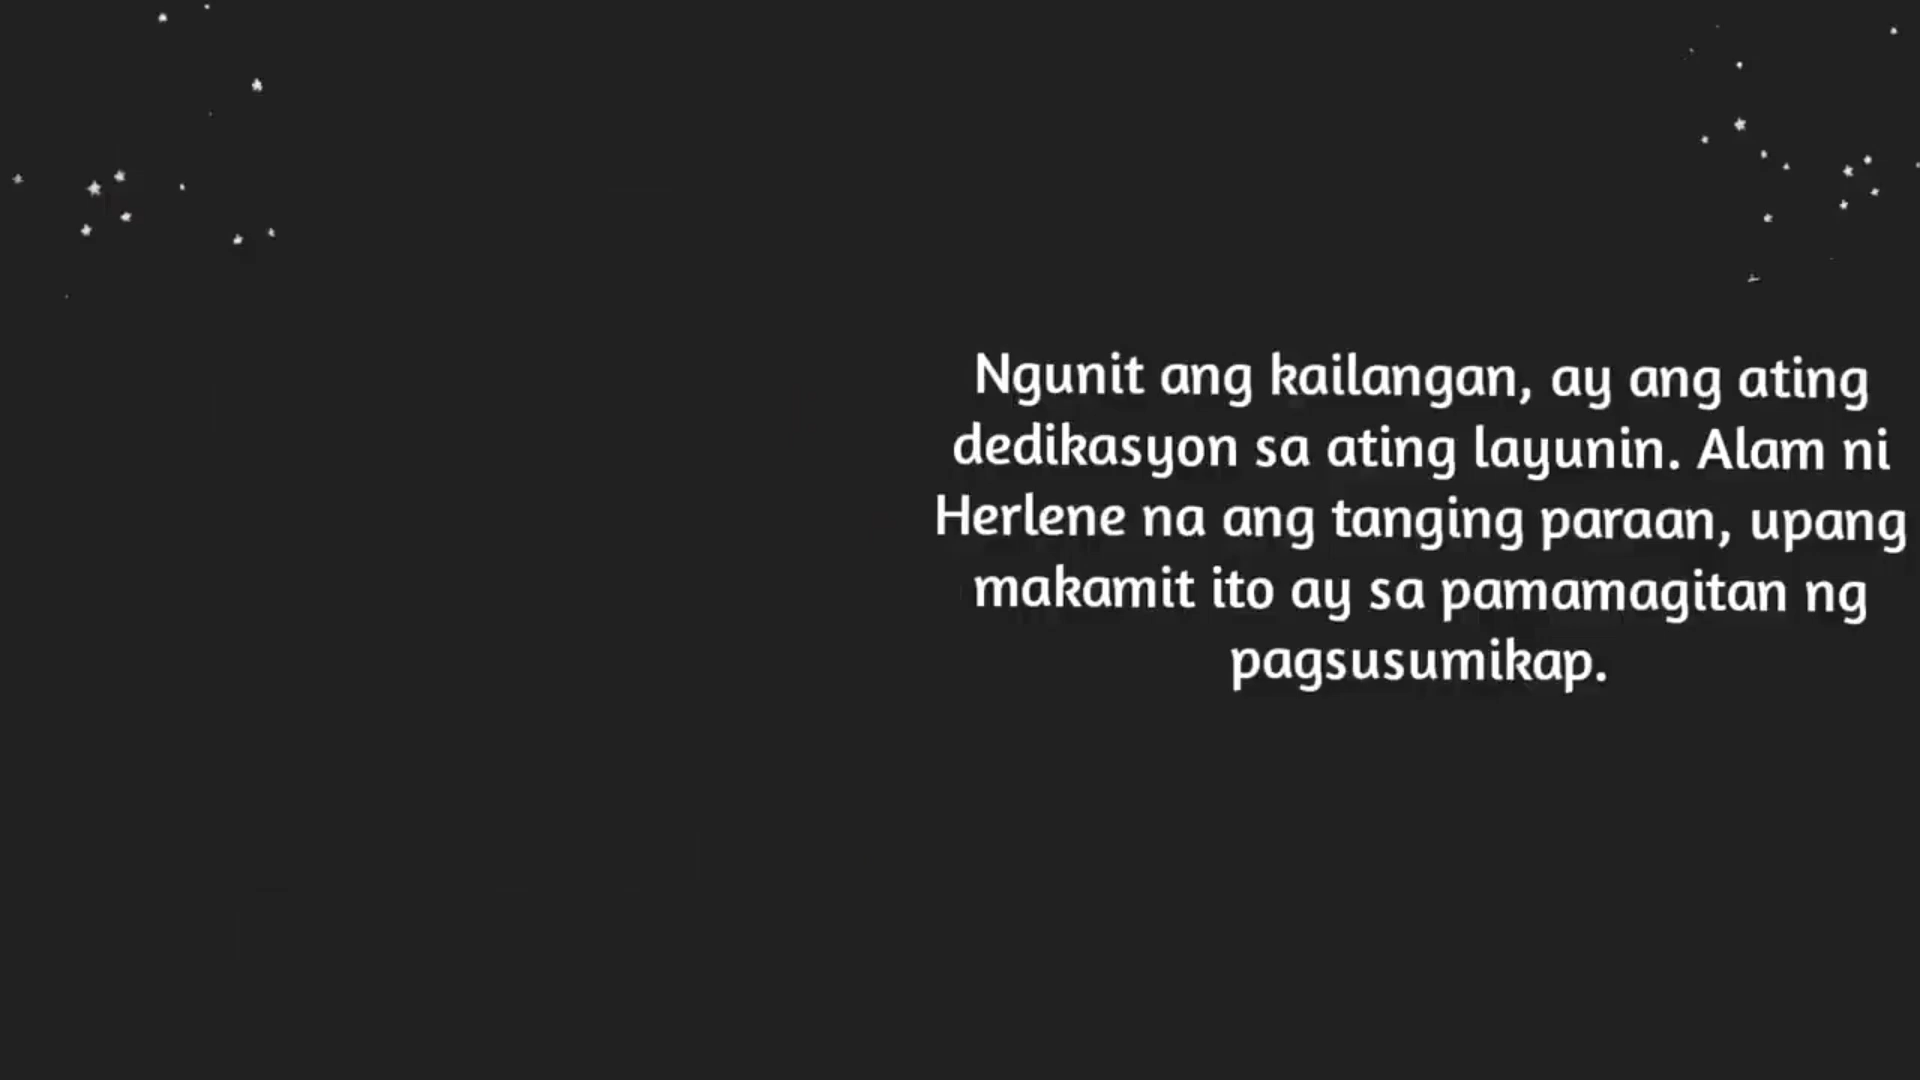 Ngunit ang kailangan, ay ang ating
dedikasyon sa ating layunin. Alam ni
Herlene na ang tanging paraan, upang
makamit ito ay sa pamamagitan ng
pagsusumikap.